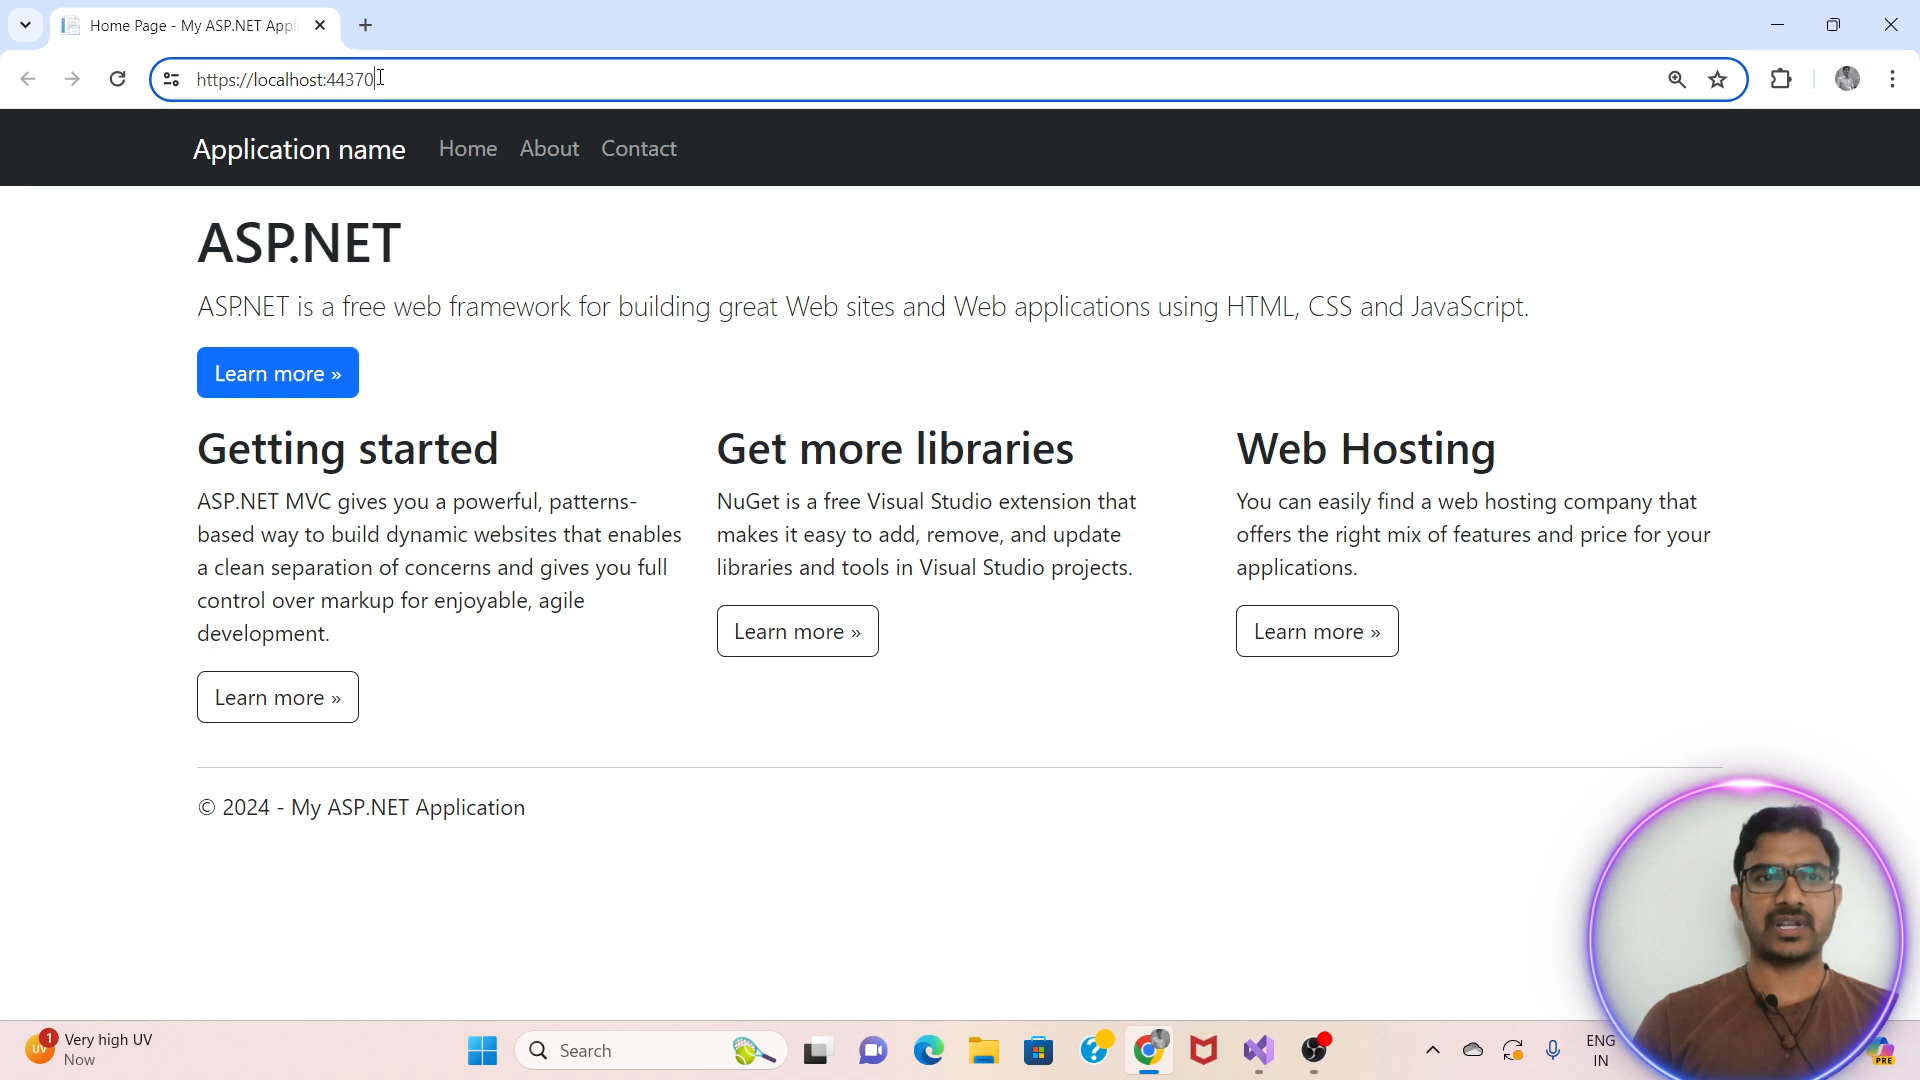 Home Page - My ASP.NET Appli
https://localhost:44370
Application name Home About Contact
ASP.NET
ASP.NET is a free web framework for building great Web sites and Web applications using HTML, CSS and JavaScript.
Learn more »
Getting started
ASP.NET MVC gives you a powerful, patterns-
based way to build dynamic websites that enables
a clean separation of concerns and gives you full
control over markup for enjoyable, agile
development.
Learn more »
Get more libraries
NuGet is a free Visual Studio extension that
makes it easy to add, remove, and update
libraries and tools in Visual Studio projects.
Learn more »
Web Hosting
You can easily find a web hosting company that
offers the right mix of features and price for your
applications.
Learn more »
© 2024 - My ASP.NET Application
UV
1
Very high UV
Now
Search
ENG
IN
PRE